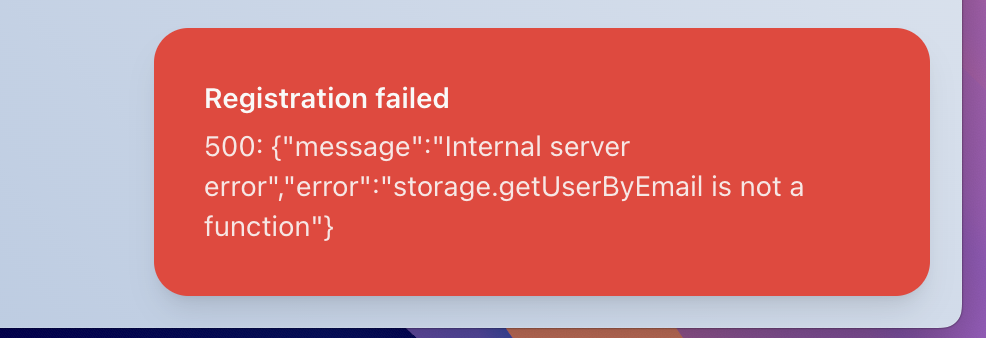 Registration failed
500: {"message":"Internal server
error","error":"storage.getUserByEmail is not a
function"}